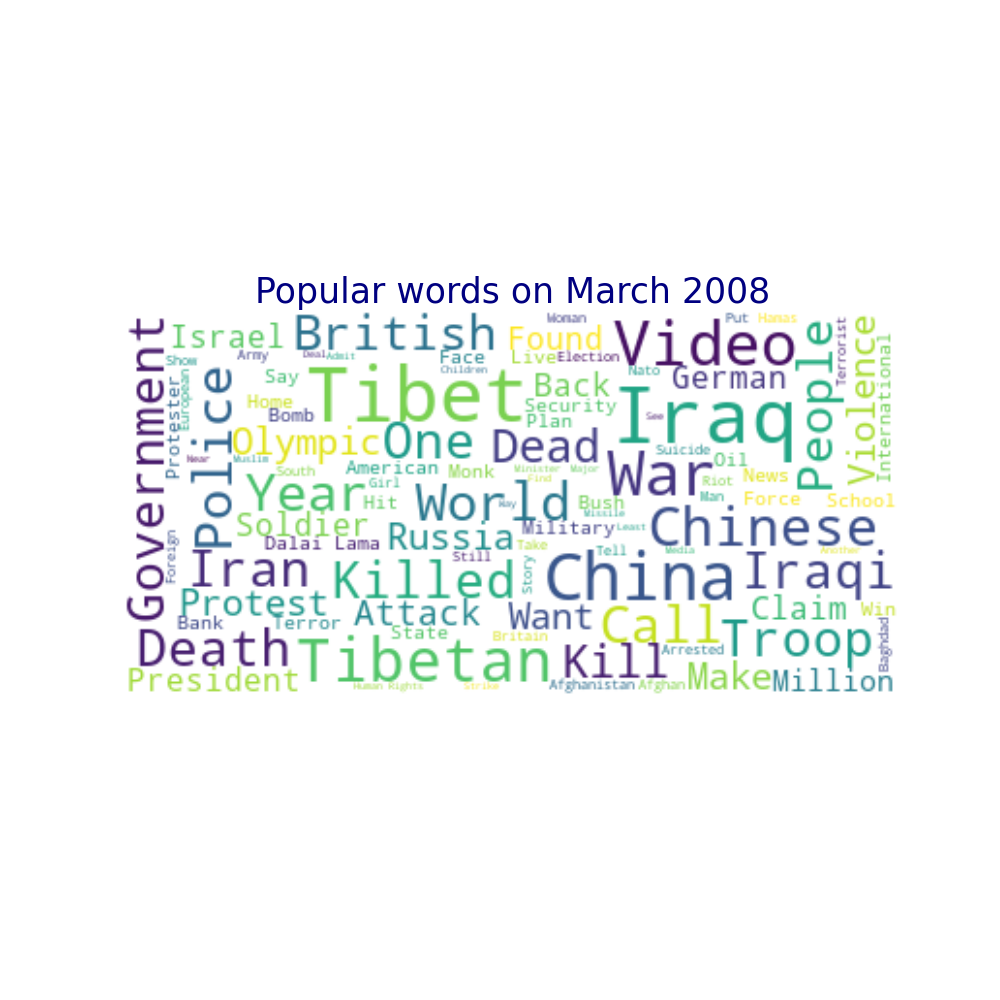 Popular words on March 2008
Government
Israel
British
Woman
Found
Video
Put
Hamas
People
Terrorist
Violence
International
Show
European
Protester
Army
Deal
Admit
Face
Children
Live
Election
Nato
German
Police
Say
Tibet
Back
Iraq
Home
Bomb
Security
Plan
See
Olympic
One
Dead
Suicide
Oil
Near
Muslim
South
American
Girl
Monk
Minister
Major
Find
War
Riot
News
Year
Hit
World
Way
Bush
Missile
Man
Force
School
Soldier
Military
Least
Chinese
Foreign
Dalai Lama
Russia
Take
Still
Story
Tell
Media
Another
Iran
Killed
China
Iraqi
Protest
Attack
Want
Call
Claim
Win
Bank
Terror
State
Britain
Arrested
Troop
Baghdad
Death
Tibetan
Kill
President
Human Rights
Strike
Afghanistan
Afghan
Make
Million